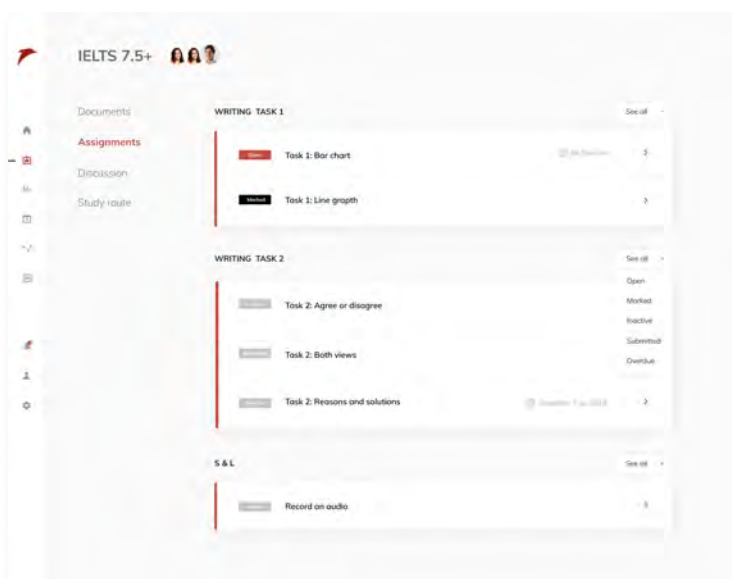 IELTS 7.5+
Documents
Assignments
Discussion
Study route
WRITING TASK 1
See all
Open
Task 1: Bar chart
Marked
Task 1: Line grapth
WRITING TASK 2
See all
Open
Marked
Inactive
Submitted
Overdue
Task 2: Agree or disagree
Task 2: Both views
Task 2: Reasons and solutions
S & L
See all
Record an audio